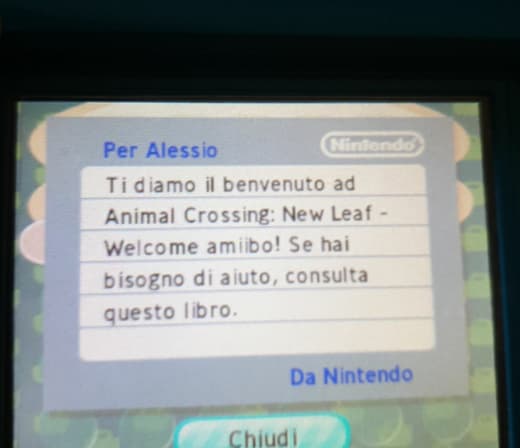 Per Alessio
Nintendo
Ti diamo il benvenuto ad
Animal Crossing: New Leaf -
Welcome amiibo! Se hai
bisogno di aiuto, consulta
questo libro.
Da Nintendo
Chiudi